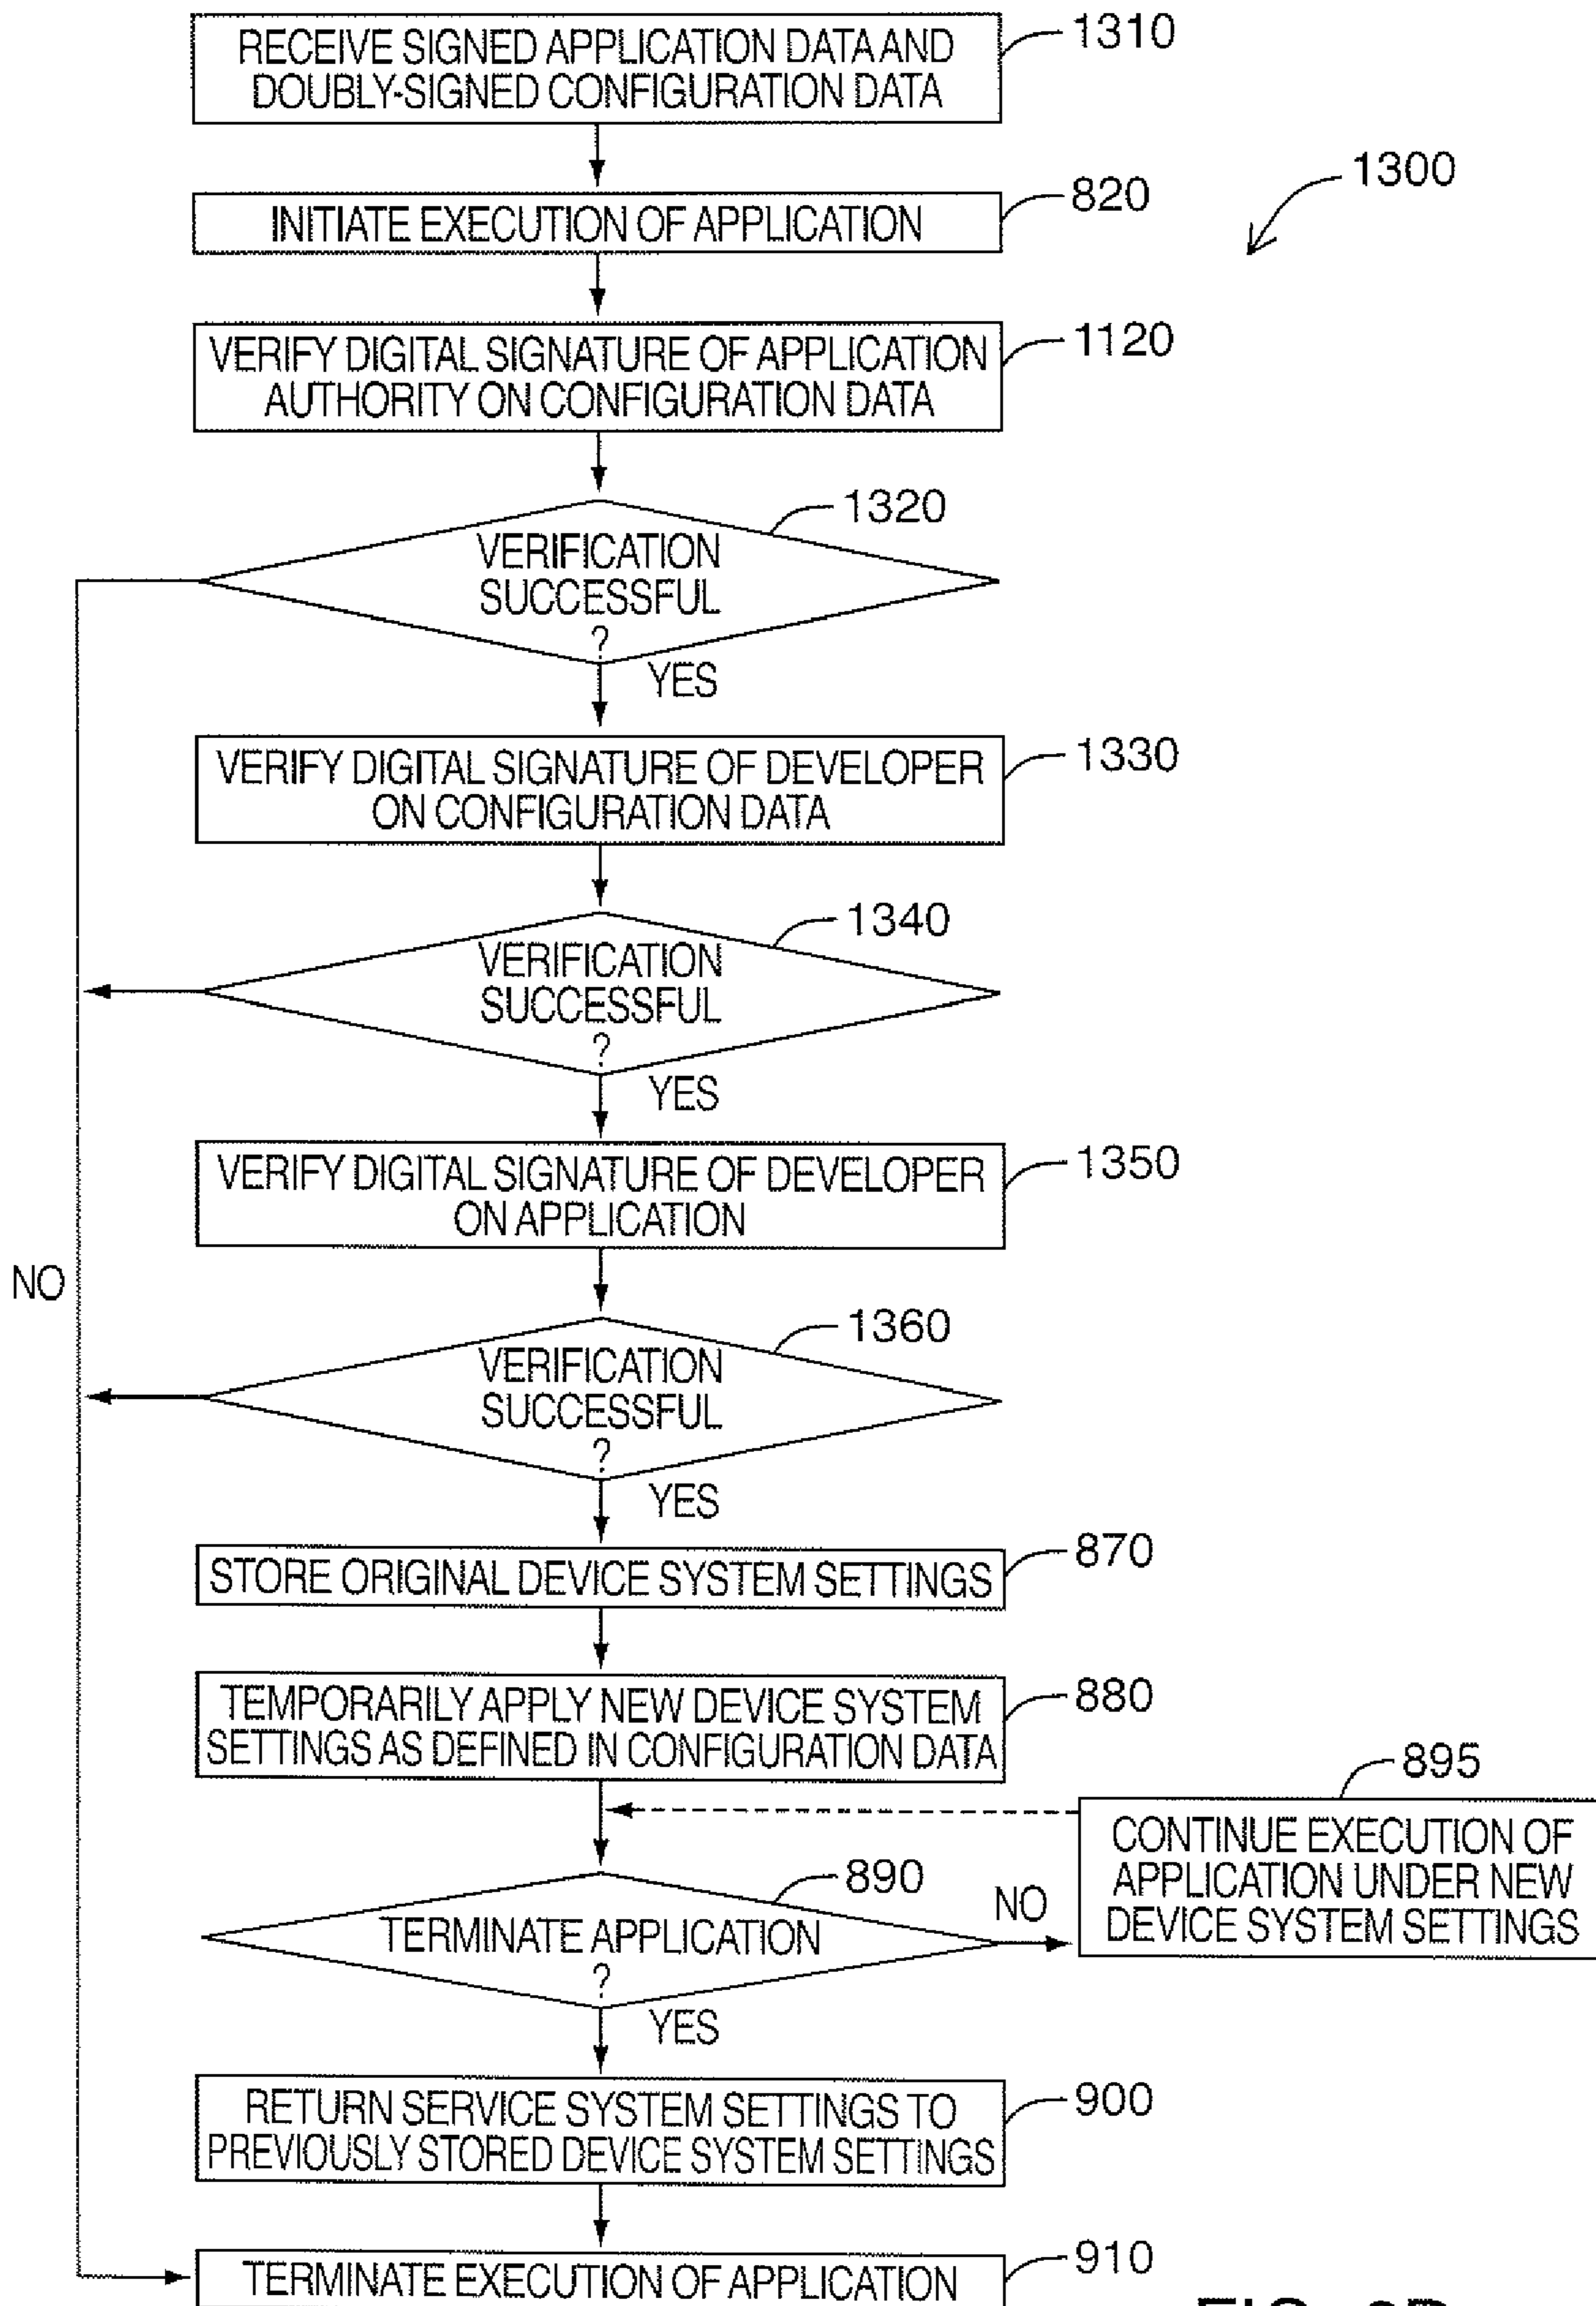 RECEIVE SIGNED APPLICATION DATA AND
DOUBLY-SIGNED CONFIGURATION DATA
1310
1300
INITIATE EXECUTION OF APPLICATION
820
VERIFY DIGITAL SIGNATURE OF APPLICATION
AUTHORITY ON CONFIGURATION DATA
1120
VERIFICATION
SUCCESSFUL
?
1320
YES
VERIFY DIGITAL SIGNATURE OF DEVELOPER
ON CONFIGURATION DATA
1330
VERIFICATION
SUCCESSFUL
?
1340
YES
VERIFY DIGITAL SIGNATURE OF DEVELOPER
ON APPLICATION
1350
NO
VERIFICATION
SUCCESSFUL
?
1360
YES
STORE ORIGINAL DEVICE SYSTEM SETTINGS
870
TEMPORARILY APPLY NEW DEVICE SYSTEM
SETTINGS AS DEFINED IN CONFIGURATION DATA
880
895
CONTINUE EXECUTION OF
APPLICATION UNDER NEW
DEVICE SYSTEM SETTINGS
TERMINATE APPLICATION
?
890
NO
YES
RETURN SERVICE SYSTEM SETTINGS TO
PREVIOUSLY STORED DEVICE SYSTEM SETTINGS
900
TERMINATE EXECUTION OF APPLICATION
910